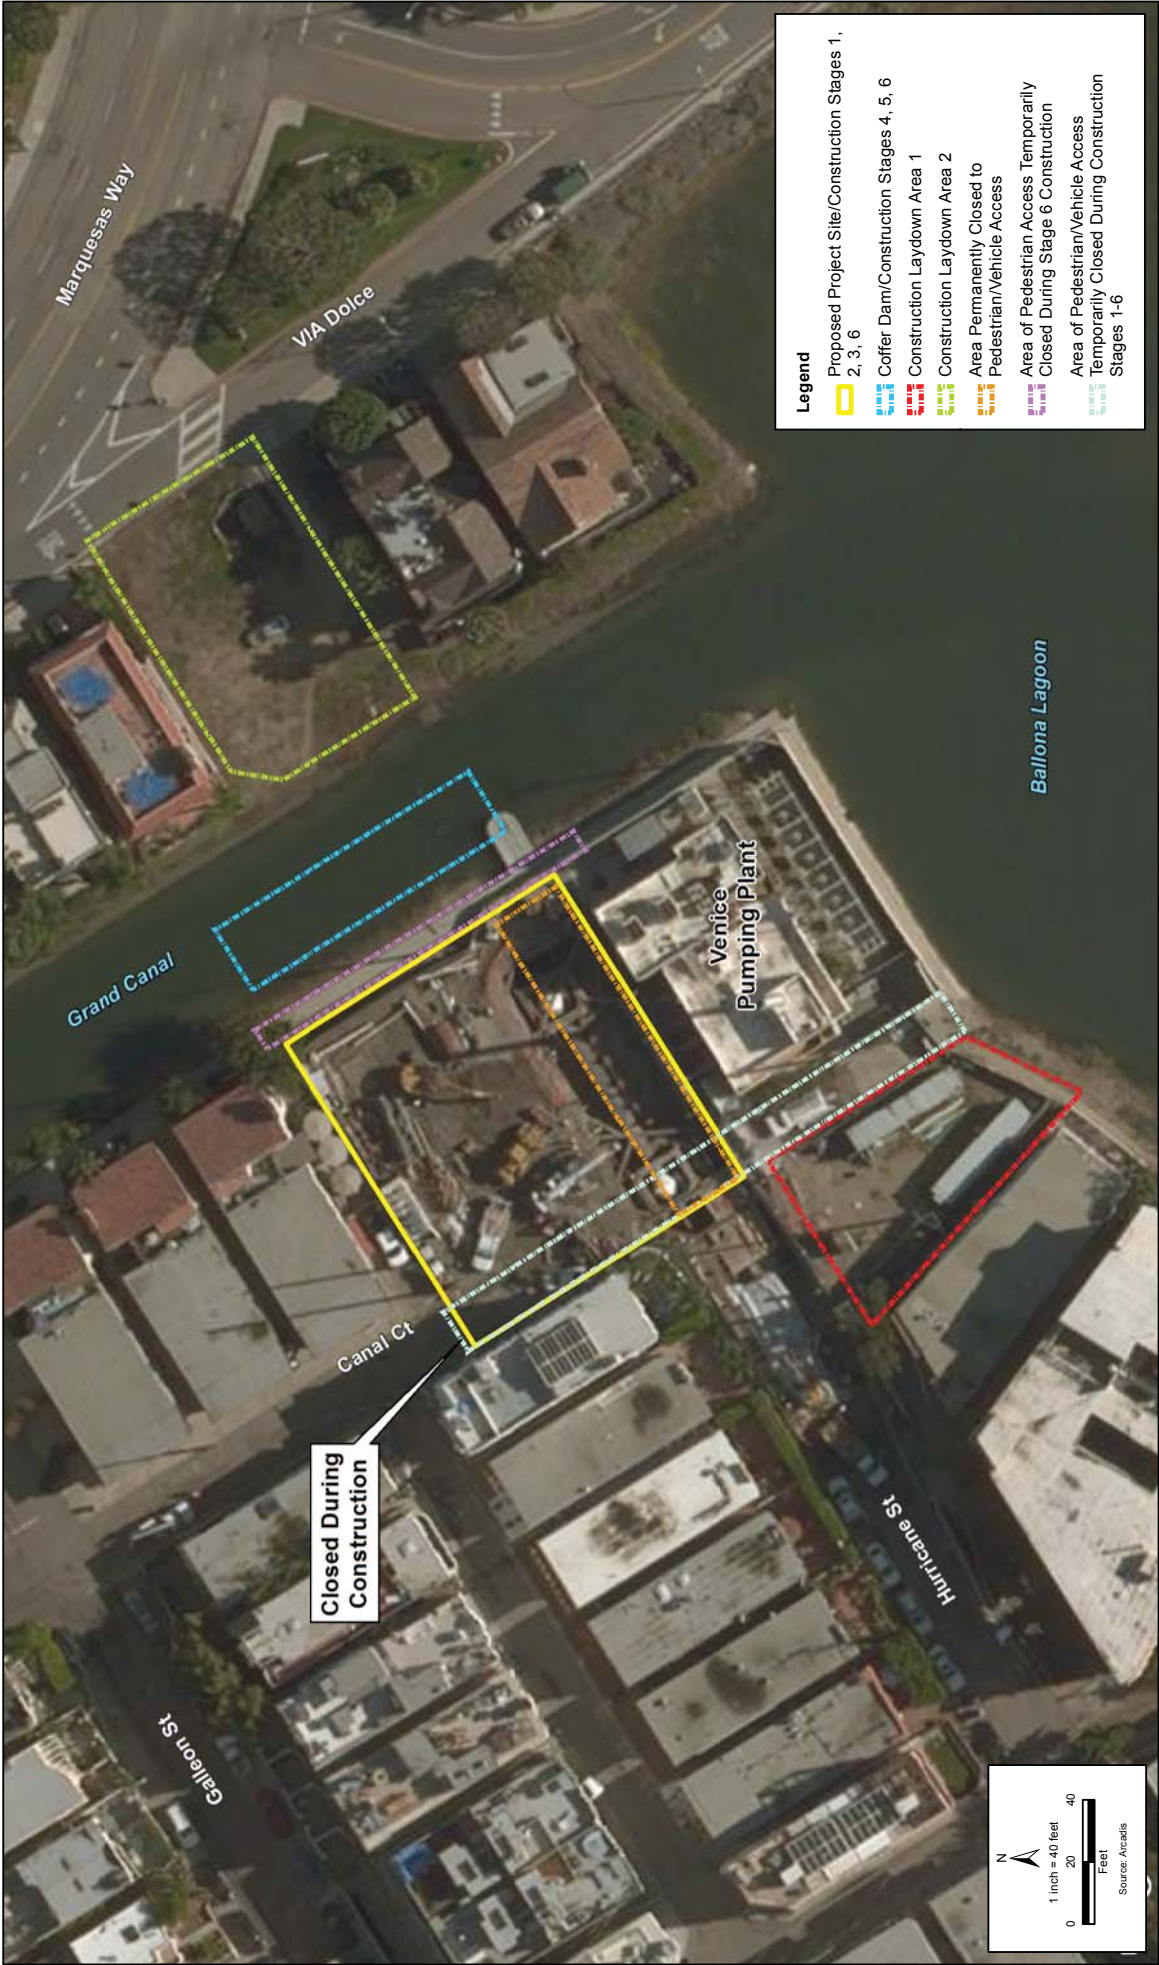 Marquesas Way
VIA Dolce
Grand Canal
Ballona Lagoon
Venice
Pumping Plant
Canal Ct
Closed During
Construction
Galleon St
Hurricane St
Legend
Proposed Project Site/Construction Stages 1,
2, 3, 6
Coffer Dam/Construction Stages 4, 5, 6
Construction Laydown Area 1
Construction Laydown Area 2
Area Permanently Closed to
Pedestrian/Vehicle Access
Area of Pedestrian Access Temporarily
Closed During Stage 6 Construction
Area of Pedestrian/Vehicle Access
Temporarily Closed During Construction
Stages 1-6
N
1 inch = 40 feet
0 20 40
Feet
Source: Arcadis